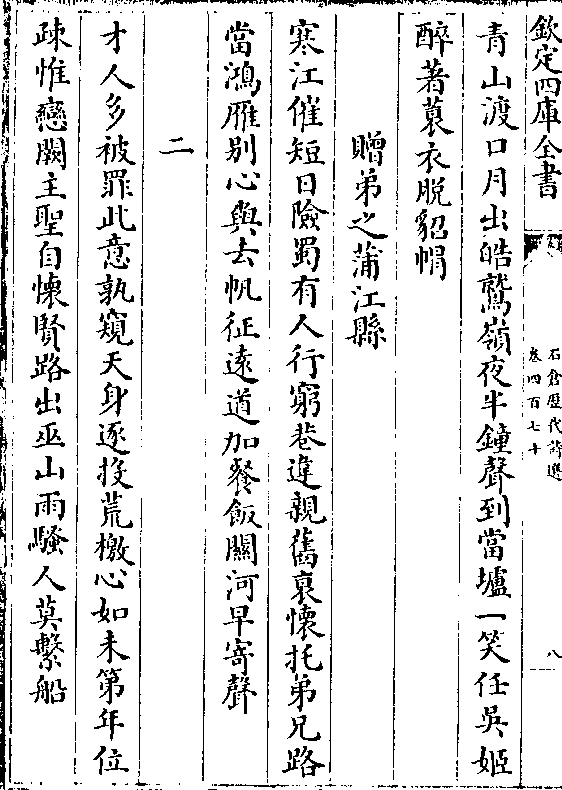 欽定四庫全書
石倉歷代詩選
卷四百七十
八
青山渡口月出皓鷲嶺夜半鐘聲到當壚一笑任吳姬
醉著蓑衣脫貂帽
贈弟之蒲江縣
寒江催短日險蜀有人行窮巷違親舊哀懷托弟兄路
當鴻雁別心與去帆征遠道加餐飯關河早寄聲
二
才人多被罪此意孰窺天身逐投荒檄心如未第年位
疎惟戀闕主聖自懷賢路出巫山雨騷人莫繫船